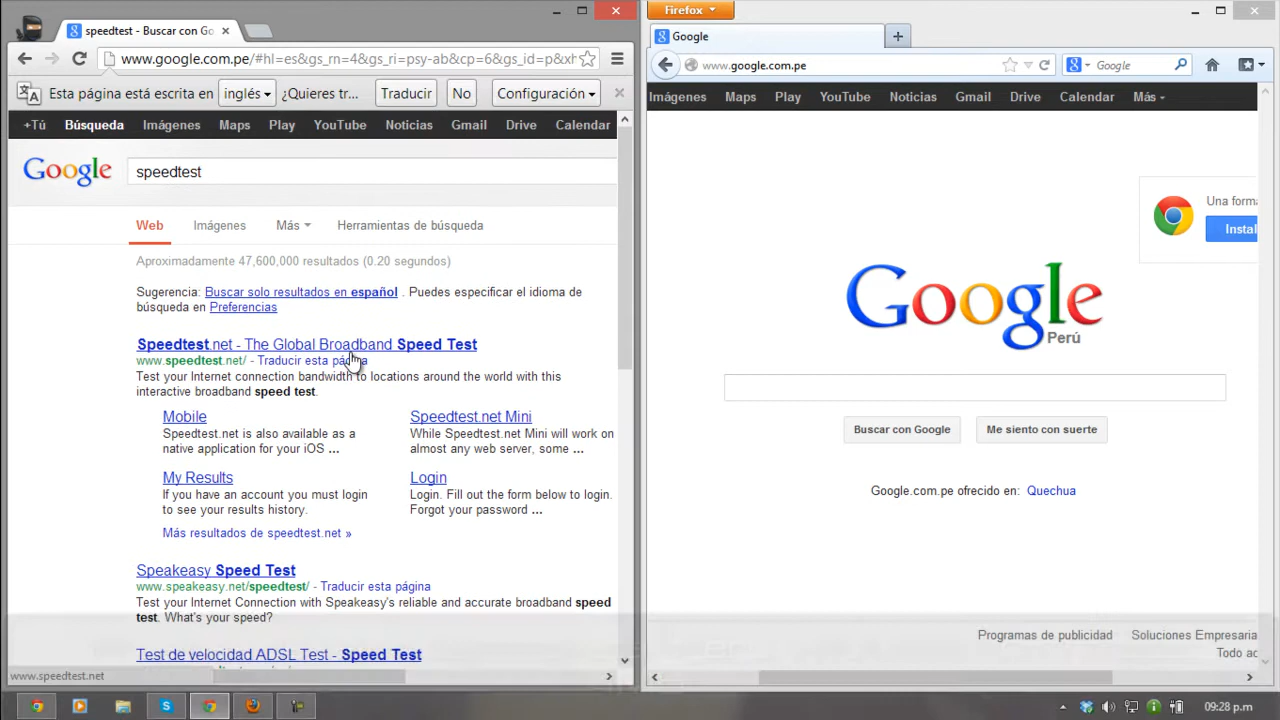 speedtest - Buscar con Go
www.google.com.pe/#hl=es&gs_rn=4&gs_ri=psy-ab&cp=6&gs_id=p&xh
Esta página está escrita en inglés ¿Quieres tr... Traducir No Configuración
+Tú Búsqueda Imágenes Maps Play YouTube Noticias Gmail Drive Calendar
Google speedtest
Web Imágenes Más Herramientas de búsqueda
Aproximadamente 47,600,000 resultados (0.20 segundos)
Sugerencia: Buscar solo resultados en español . Puedes especificar el idioma de
búsqueda en Preferencias
Speedtest.net - The Global Broadband Speed Test
www.speedtest.net/ - Traducir esta página
Test your Internet connection bandwidth to locations around the world with this
interactive broadband speed test.
Mobile
Speedtest.net is also available as a
native application for your iOS ...
Speedtest.net Mini
While Speedtest.net Mini will work on
almost any web server, some ...
My Results
If you have an account you must login
to see your results history.
Login
Login. Fill out the form below to login.
Forgot your password ...
Más resultados de speedtest.net »
Speakeasy Speed Test
www.speakeasy.net/speedtest/ - Traducir esta página
Test your Internet Connection with Speakeasy's reliable and accurate broadband speed
test. What's your speed?
Test de velocidad ADSL Test - Speed Test
www.speedtest.net
Firefox
Google
www.google.com.pe
Google
Imágenes Maps Play YouTube Noticias Gmail Drive Calendar Más
Una forma
Instal
Google
Perú
Buscar con Google Me siento con suerte
Google.com.pe ofrecido en: Quechua
Programas de publicidad Soluciones Empresaria
Todo ac
09:28 p.m